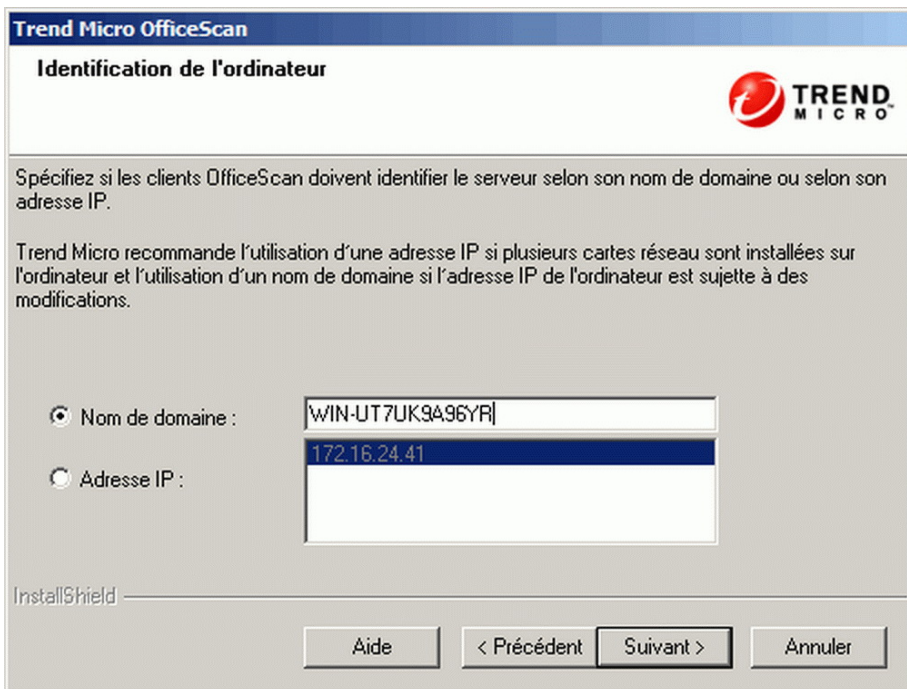 Trend Micro OfficeScan
Identification de l'ordinateur
TREND
MICRO
Spécifiez si les clients OfficeScan doivent identifier le serveur selon son nom de domaine ou selon son
adresse IP.
Trend Micro recommande l´utilisation d´une adresse IP si plusieurs cartes réseau sont installées sur
l'ordinateur et l´utilisation d´un nom de domaine si l´adresse IP de l´ordinateur est sujette à des
modifications.
Nom de domaine :
WIN-UT7UK9A96YR
172.16.24.41
Adresse IP :
InstallShield
Aide
< Précédent
Suivant >
Annuler